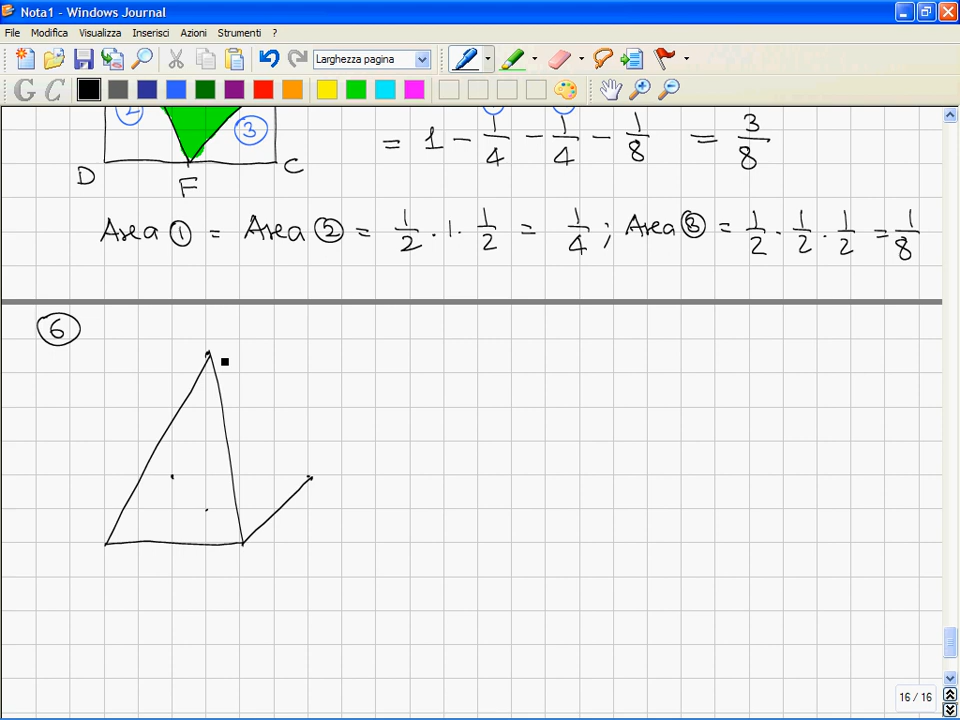 Nota1 - Windows Journal
File Modifica Visualizza Inserisci Azioni Strumenti ?
Larghezza pagina
G C
2
3
D F C
= 1 - 1/4 - 1/4 - 1/8 = 3/8
Area ① = Area ② = 1/2 · 1 · 1/2 = 1/4 ; Area ③ = 1/2 · 1/2 · 1/2 = 1/8
⑥
16 / 16